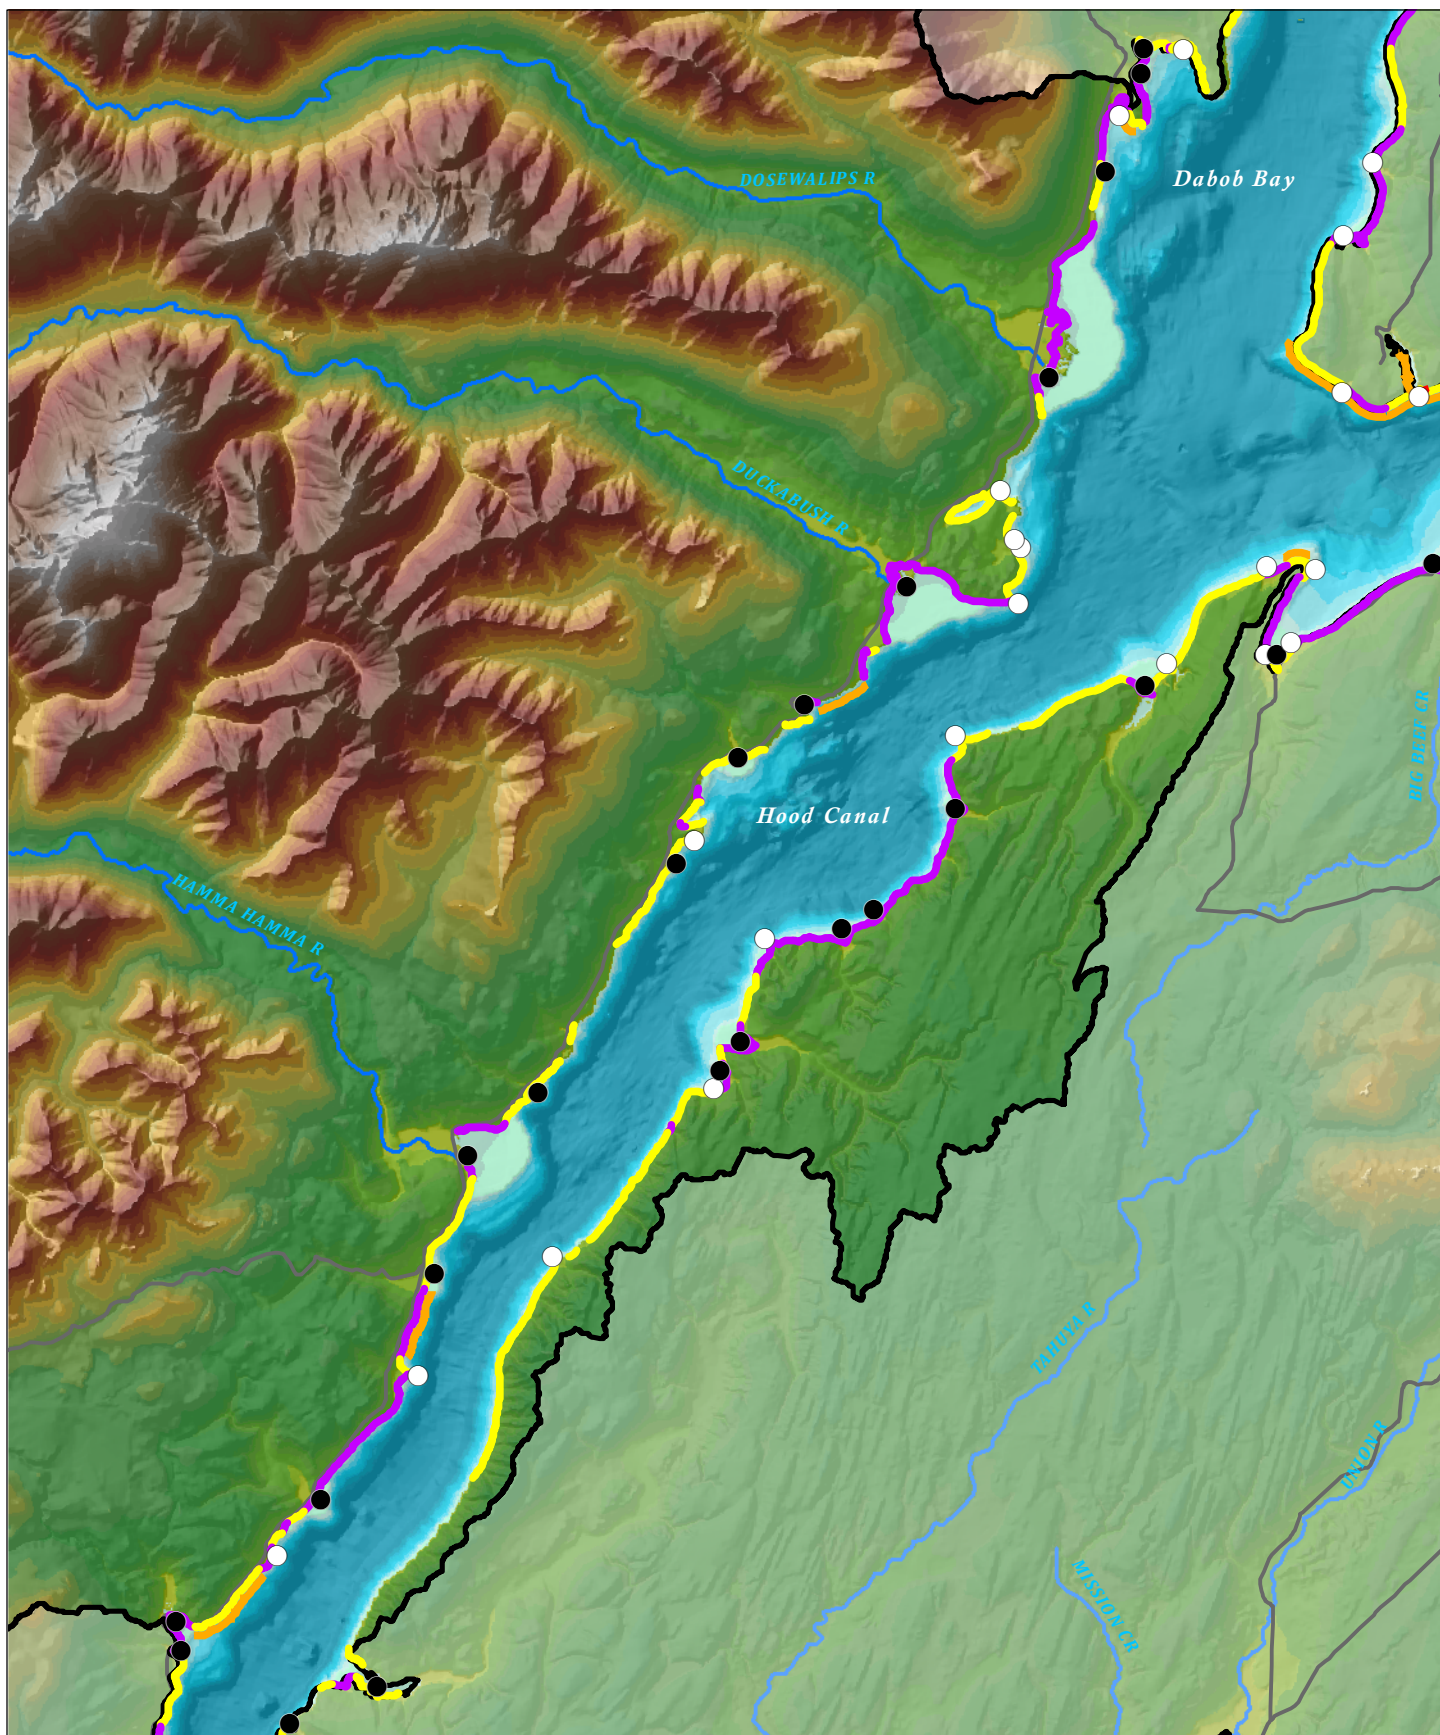 DOSEWALIPS R
Dabob Bay
DUCKABUSH R
BIG BEEF CR
Hood Canal
HAMMA HAMMA R
TAHUYA R
UNION R
MISSION CR